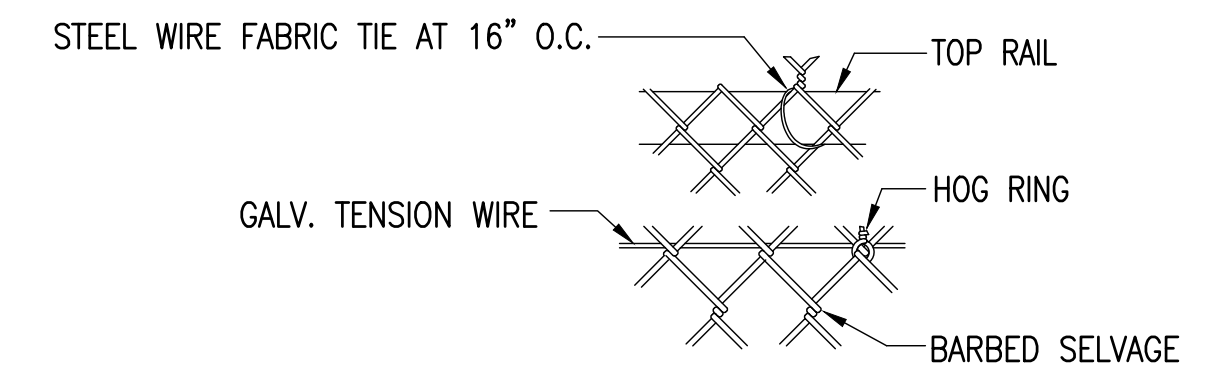 STEEL WIRE FABRIC TIE AT 16" O.C.
TOP RAIL
HOG RING
GALV. TENSION WIRE
BARBED SELVAGE